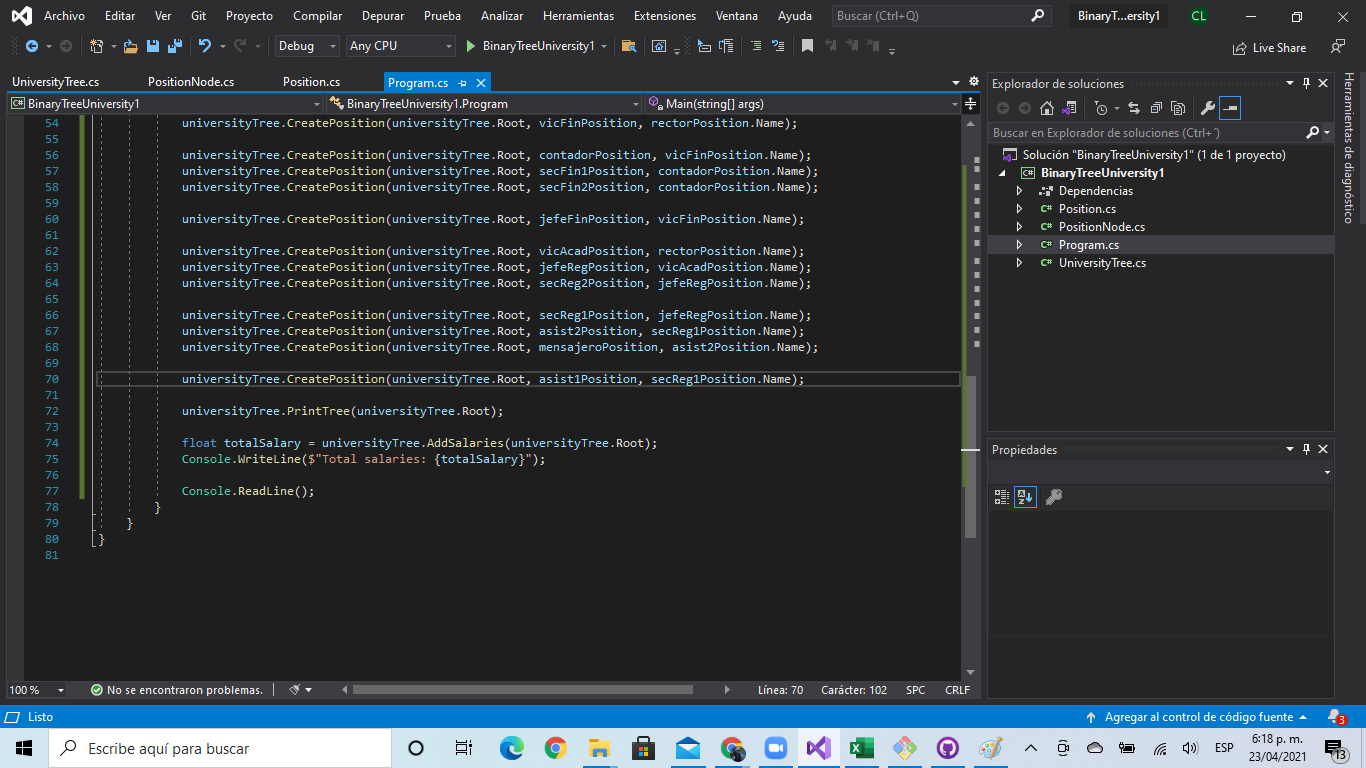 Archivo Editar Ver Git Proyecto Compilar Depurar Prueba Analizar Herramientas Extensiones Ventana Ayuda Buscar (Ctrl+Q) BinaryT...ersity1 CL
Debug Any CPU BinaryTreeUniversity1 Live Share
UniversityTree.cs PositionNode.cs Position.cs Program.cs
BinaryTreeUniversity1 BinaryTreeUniversity1.Program Main(string[] args)
54 universityTree.CreatePosition(universityTree.Root, vicFinPosition, rectorPosition.Name);
55
56 universityTree.CreatePosition(universityTree.Root, contadorPosition, vicFinPosition.Name);
57 universityTree.CreatePosition(universityTree.Root, secFin1Position, contadorPosition.Name);
58 universityTree.CreatePosition(universityTree.Root, secFin2Position, contadorPosition.Name);
59
60 universityTree.CreatePosition(universityTree.Root, jefeFinPosition, vicFinPosition.Name);
61
62 universityTree.CreatePosition(universityTree.Root, vicAcadPosition, rectorPosition.Name);
63 universityTree.CreatePosition(universityTree.Root, jefeRegPosition, vicAcadPosition.Name);
64 universityTree.CreatePosition(universityTree.Root, secReg2Position, jefeRegPosition.Name);
65
66 universityTree.CreatePosition(universityTree.Root, secReg1Position, jefeRegPosition.Name);
67 universityTree.CreatePosition(universityTree.Root, asist2Position, secReg1Position.Name);
68 universityTree.CreatePosition(universityTree.Root, mensajeroPosition, asist2Position.Name);
69
70 universityTree.CreatePosition(universityTree.Root, asist1Position, secReg1Position.Name);
71
72 universityTree.PrintTree(universityTree.Root);
73
74 float totalSalary = universityTree.AddSalaries(universityTree.Root);
75 Console.WriteLine($"Total salaries: {totalSalary}");
76
77 Console.ReadLine();
78 }
79 }
80 }
81
100 % No se encontraron problemas. Línea: 70 Carácter: 102 SPC CRLF
Explorador de soluciones
Buscar en Explorador de soluciones (Ctrl+´)
Solución "BinaryTreeUniversity1" (1 de 1 proyecto)
C# BinaryTreeUniversity1
Dependencias
C# Position.cs
C# PositionNode.cs
C# Program.cs
C# UniversityTree.cs
Propiedades
Herramientas de diagnóstico
Listo Agregar al control de código fuente 3
Escribe aquí para buscar ESP 6:18 p. m.
23/04/2021 13